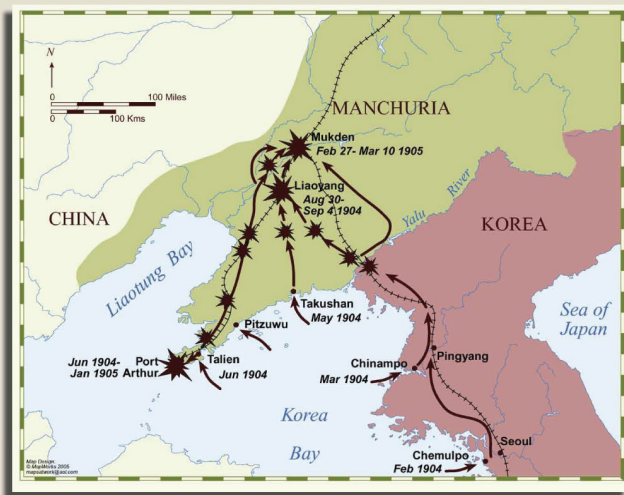 N
0 100 Miles
0 100 Kms
MANCHURIA
Mukden
Feb 27- Mar 10 1905
Liaoyang
Aug 30-
Sep 4 1904
CHINA
Yalu River
KOREA
Liaotung Bay
Takushan
May 1904
Pitzuwu
Sea of
Japan
Jun 1904-
Jan 1905
Port
Arthur
Talien
Jun 1904
Chinampo
Mar 1904
Pingyang
Korea
Bay
Seoul
Chemulpo
Feb 1904
Map Design:
© MapWorks 2005